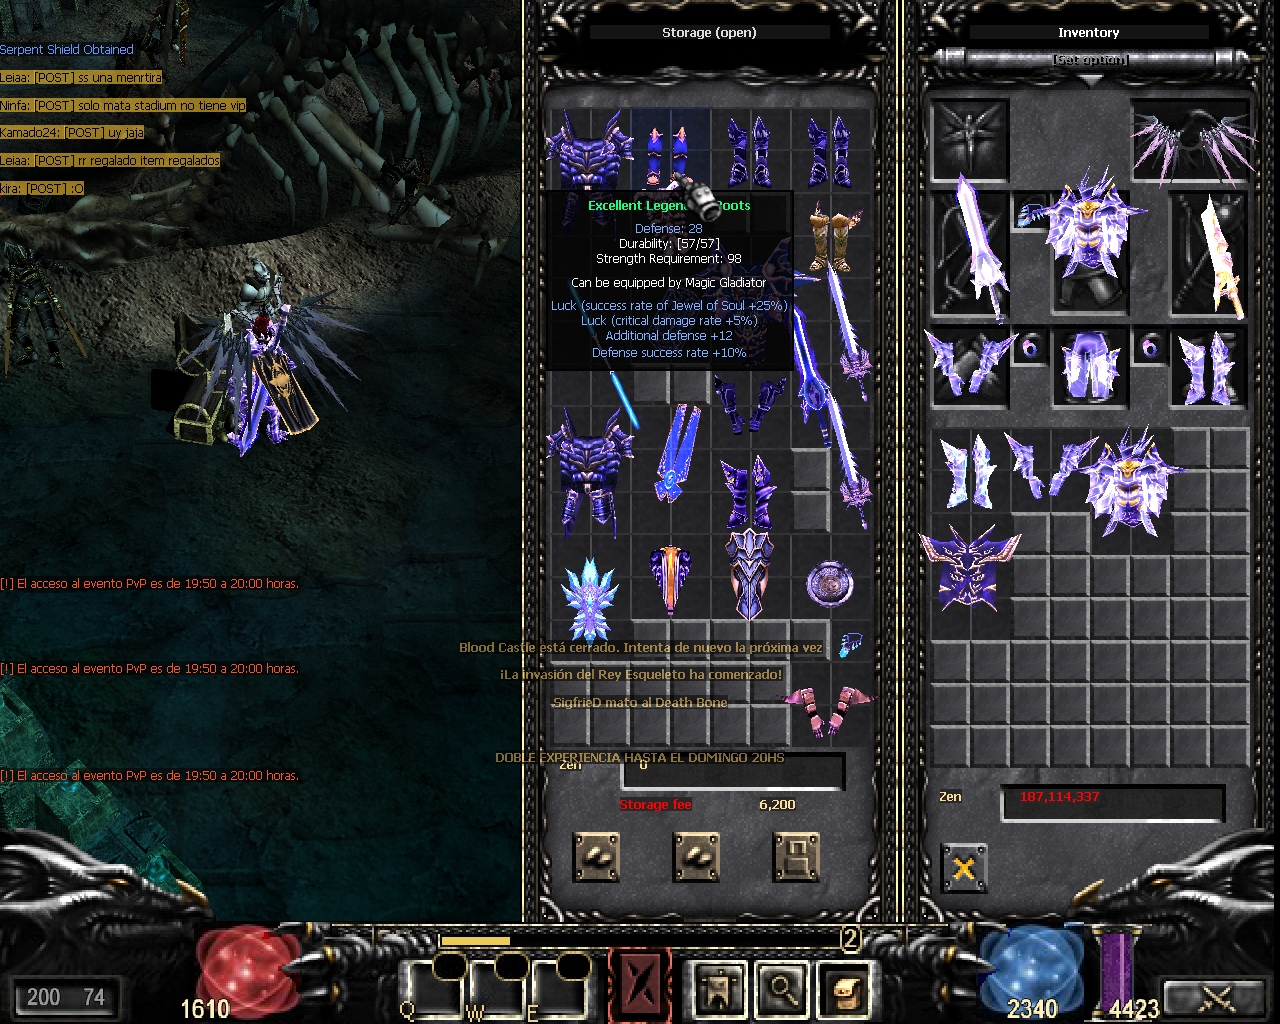 Serpent Shield Obtained
Leiaa: [POST] ss una menrtira
Ninfa: [POST] solo mata stadium no tiene vip
Kamado24: [POST] uy jaja
Leiaa: [POST] rr regalado item regalados
kira: [POST] :O
[!] El acceso al evento PvP es de 19:50 a 20:00 horas.
[!] El acceso al evento PvP es de 19:50 a 20:00 horas.
[!] El acceso al evento PvP es de 19:50 a 20:00 horas.
Storage (open)
Excellent Legen
Boots
Defense: 28
Durability: [57/57]
Strength Requirement: 98
Can be equipped by Magic Gladiator
Luck (success rate of Jewel of Soul +25%)
Luck (critical damage rate +5%)
Additional defense +12
Defense success rate +10%
Blood Castle está cerrado. Intenta de nuevo la próxima vez
¡La invasión del Rey Esqueleto ha comenzado!
SigfrieD mato al Death Bone
DOBLE EXPERIENCIA HASTA EL DOMINGO 20HS
Zen
0
Storage fee
6,200
Inventory
[Set option]
Zen
187,114,337
2
200 74
1610
Q
W
E
2340
4423